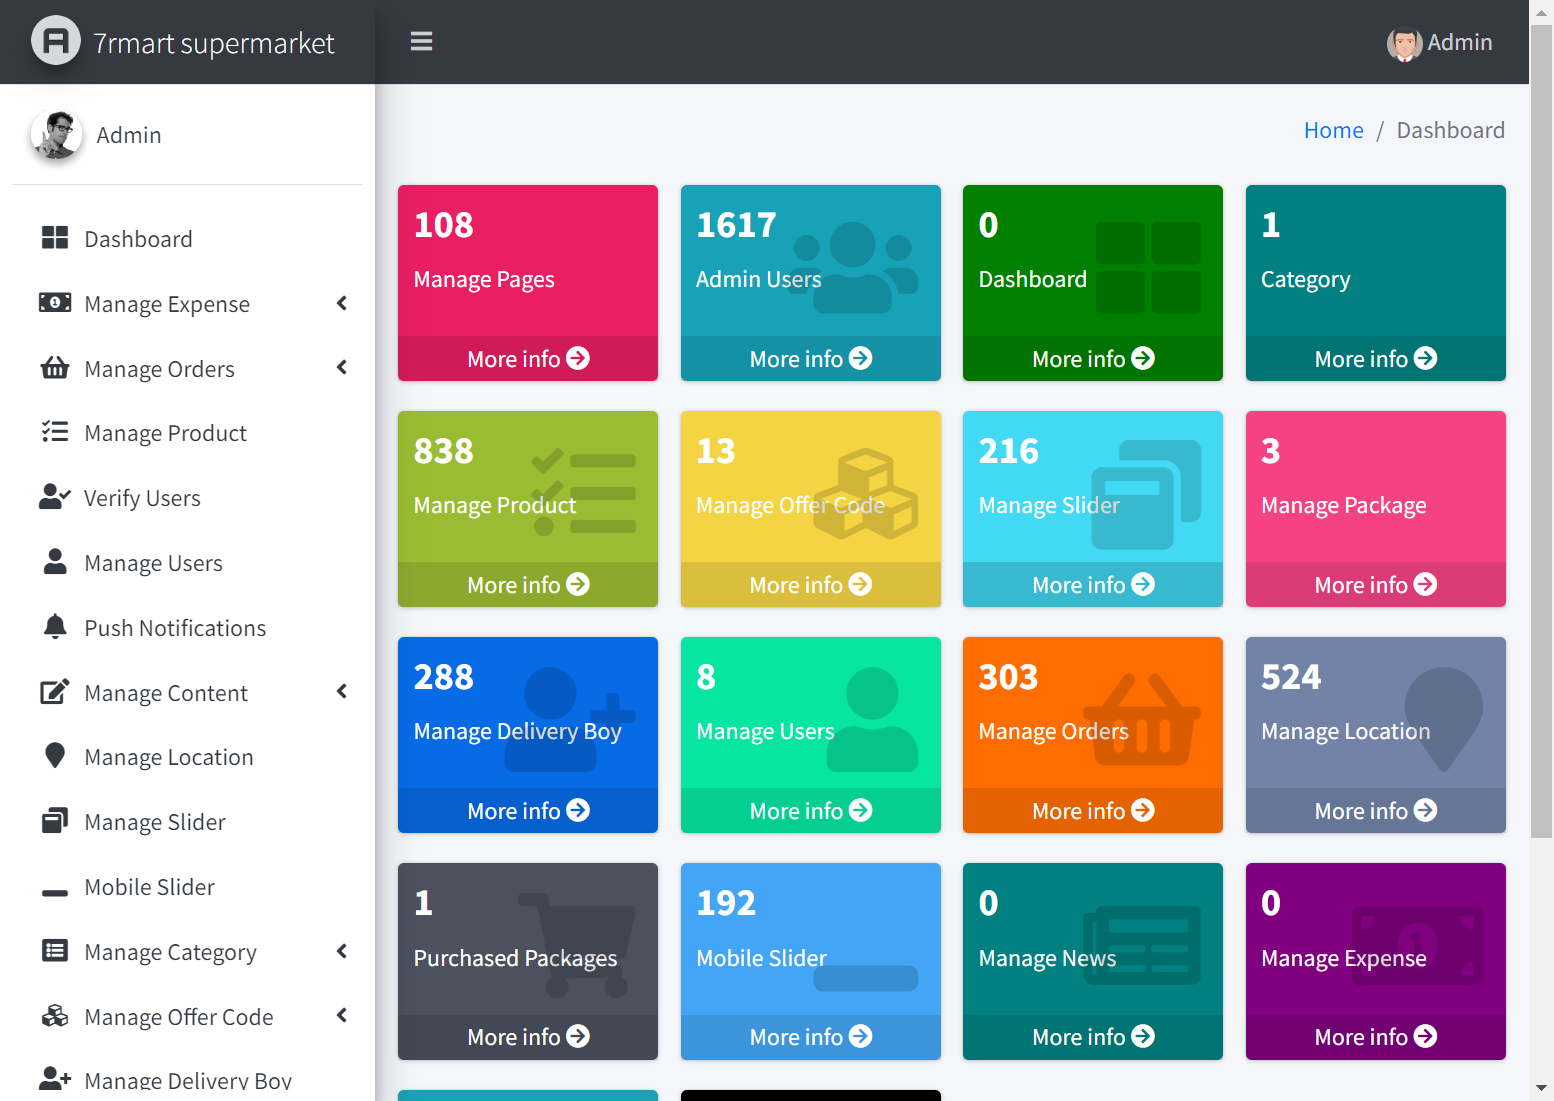 7rmart supermarket
Admin
Admin
Home / Dashboard
Dashboard
Manage Expense
Manage Orders
Manage Product
Verify Users
Manage Users
Push Notifications
Manage Content
Manage Location
Manage Slider
Mobile Slider
Manage Category
Manage Offer Code
Manage Delivery Boy
108
Manage Pages
More info
1617
Admin Users
More info
0
Dashboard
More info
1
Category
More info
838
Manage Product
More info
13
Manage Offer Code
More info
216
Manage Slider
More info
3
Manage Package
More info
288
Manage Delivery Boy
More info
8
Manage Users
More info
303
Manage Orders
More info
524
Manage Location
More info
1
Purchased Packages
More info
192
Mobile Slider
More info
0
Manage News
More info
0
Manage Expense
More info